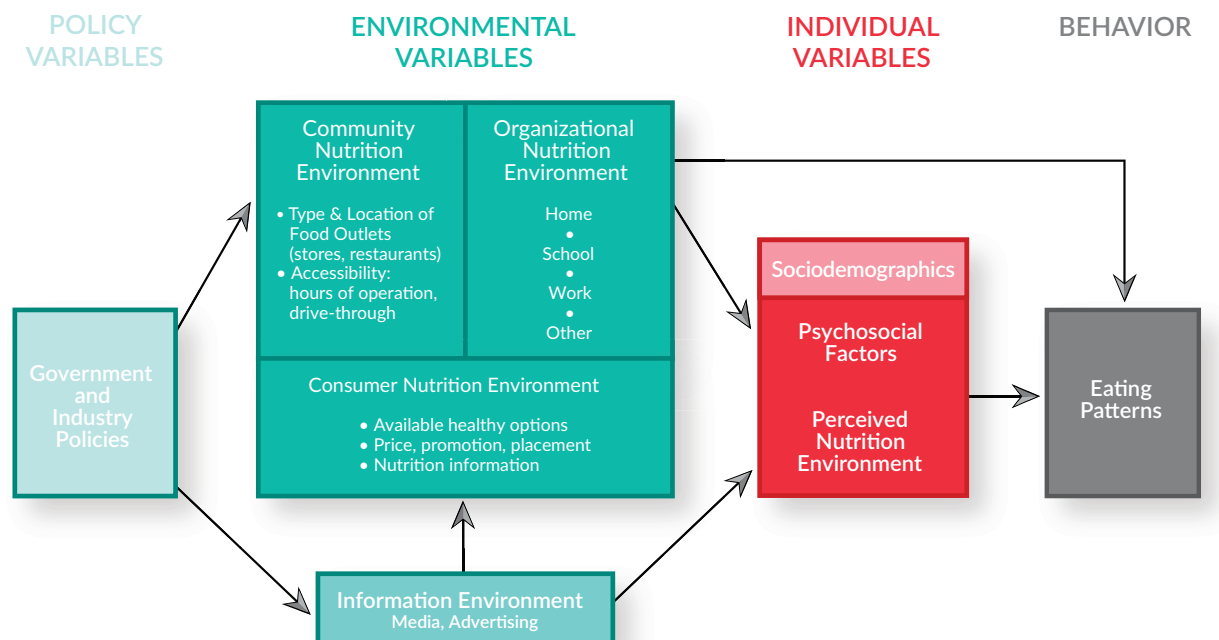 POLICY
VARIABLES
ENVIRONMENTAL
VARIABLES
INDIVIDUAL
VARIABLES
BEHAVIOR
Government
and
Industry
Policies
Community
Nutrition
Environment
• Type & Location of
Food Outlets
(stores, restaurants)
• Accessibility:
hours of operation,
drive-through
Organizational
Nutrition
Environment
Home
•
School
•
Work
•
Other
Consumer Nutrition Environment
• Available healthy options
• Price, promotion, placement
• Nutrition information
Information Environment
Media, Advertising
Sociodemographics
Psychosocial
Factors
Perceived
Nutrition
Environment
Eating
Patterns